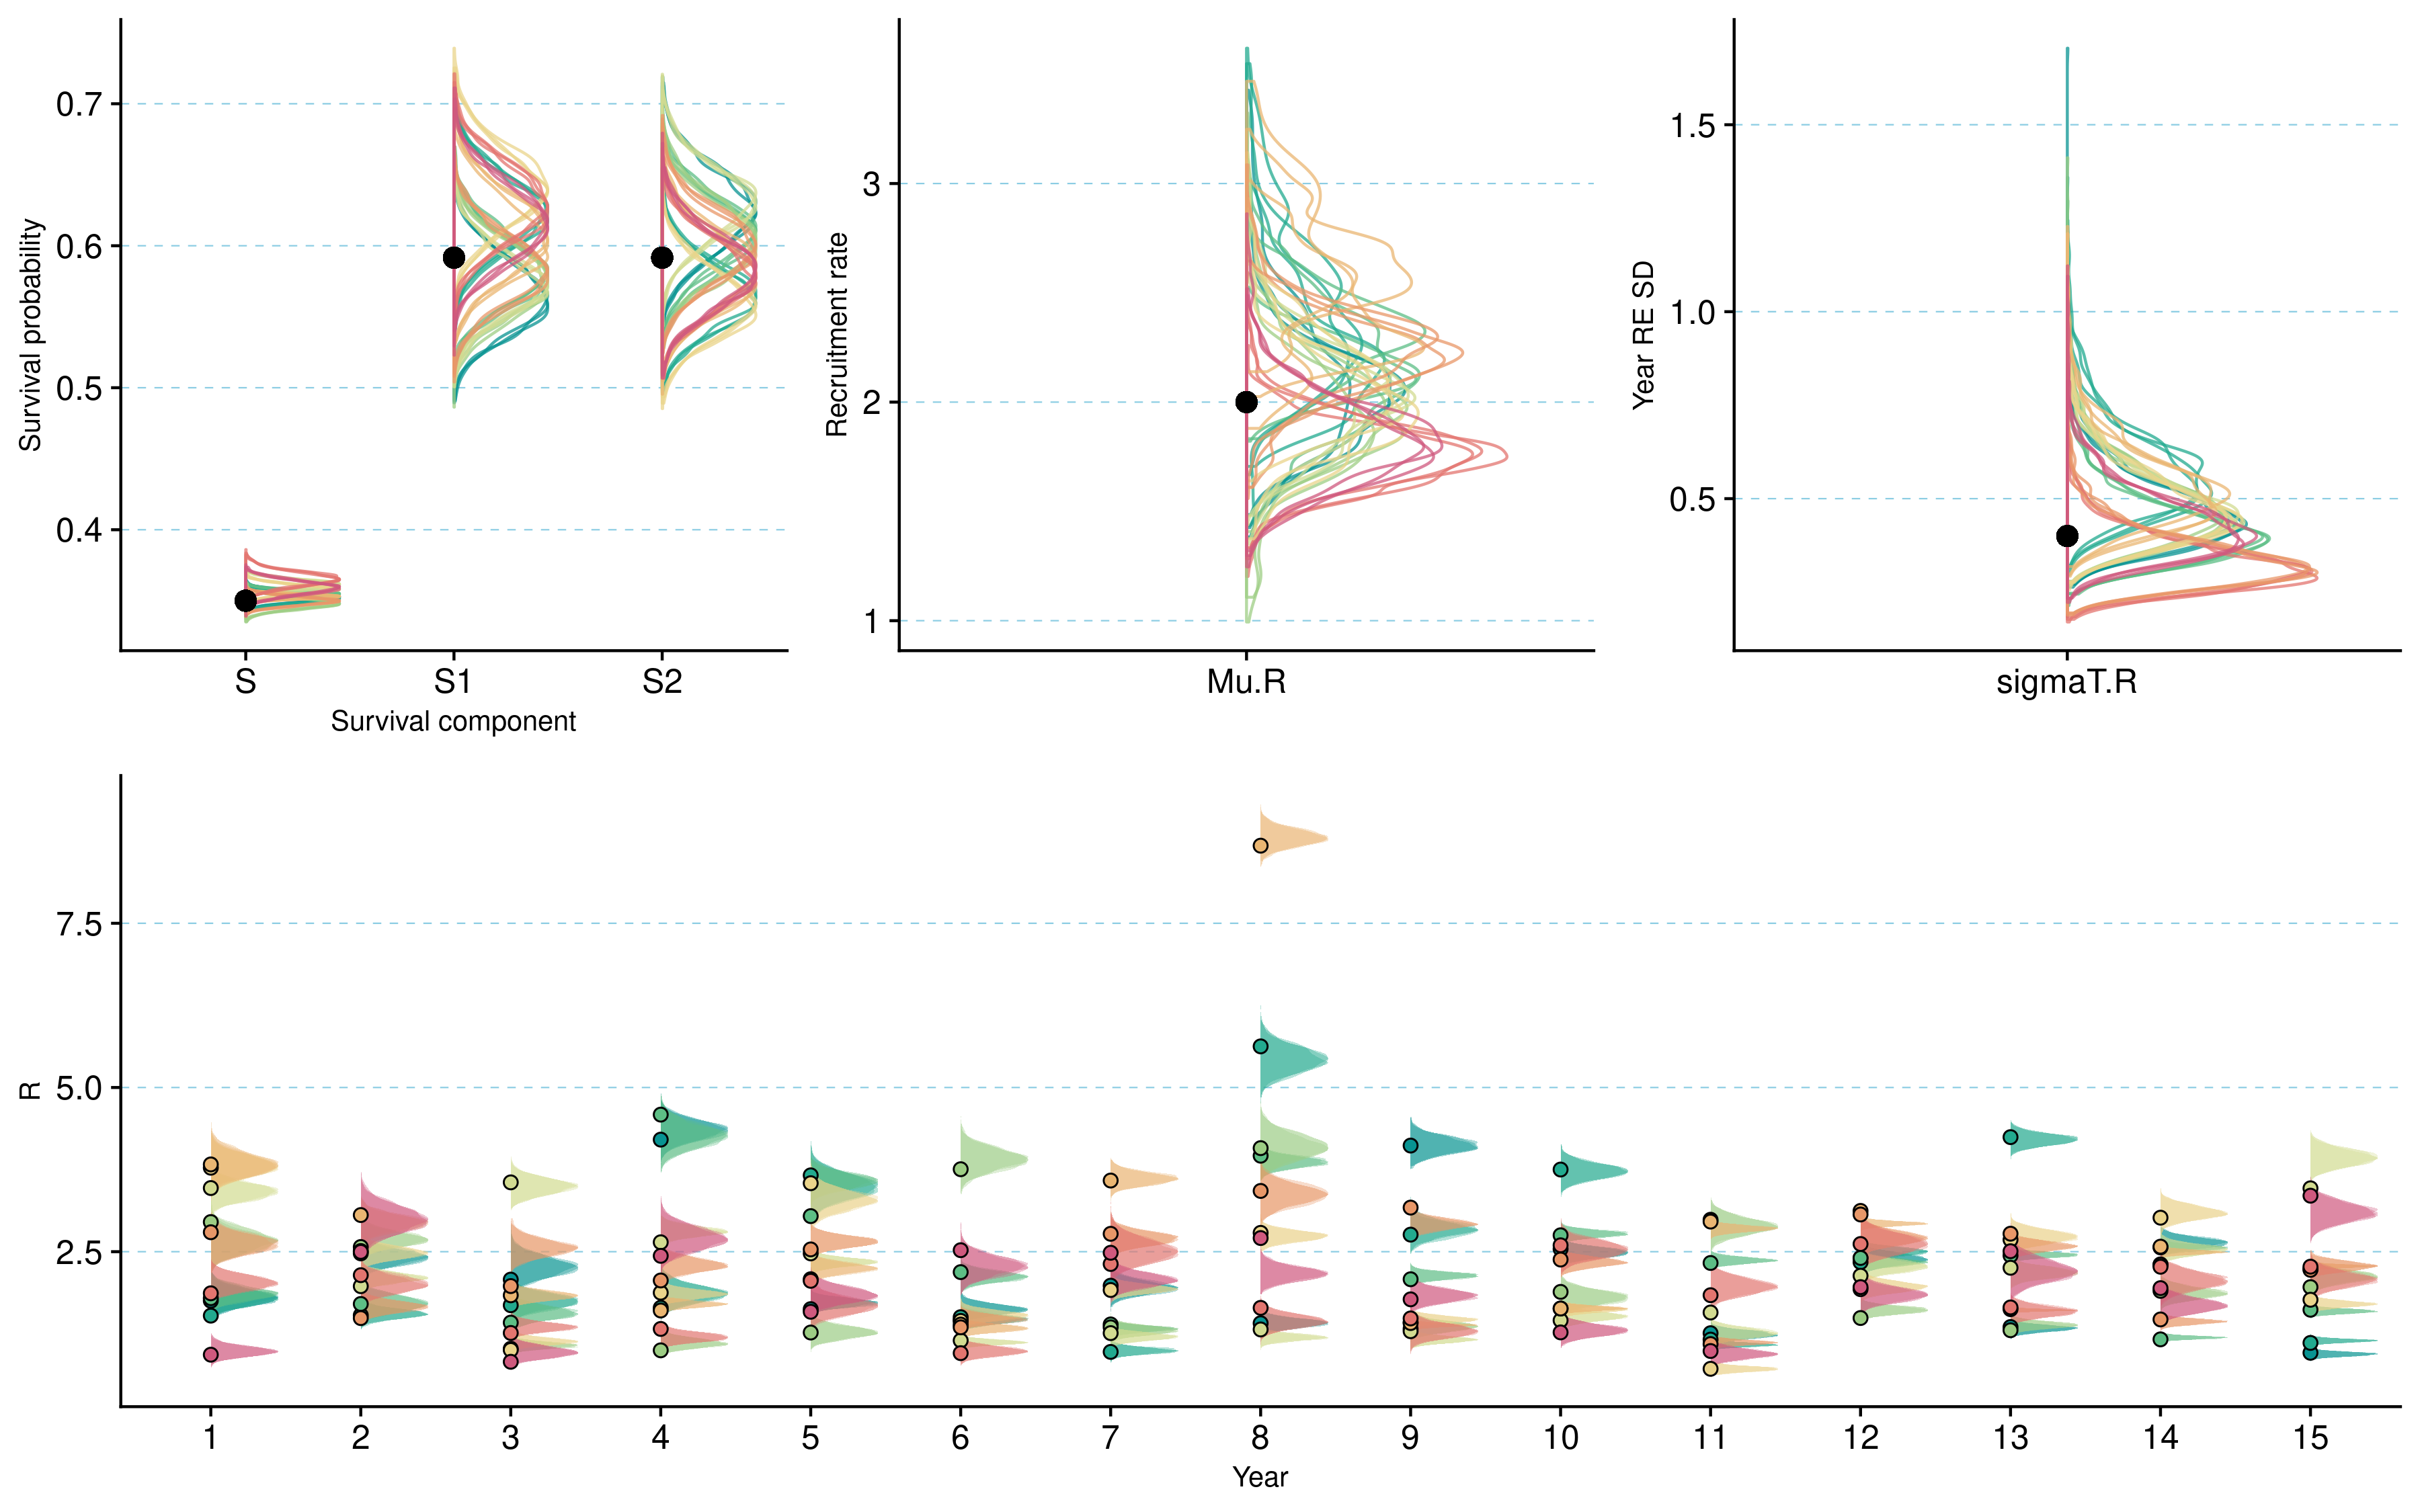 Survival probability
0.7
0.6
0.5
0.4
S S1 S2
Survival component
Recruitment rate
3
2
1
Mu.R
Year RE SD
1.5
1.0
0.5
sigmaT.R
R
7.5
5.0
2.5
1 2 3 4 5 6 7 8 9 10 11 12 13 14 15
Year